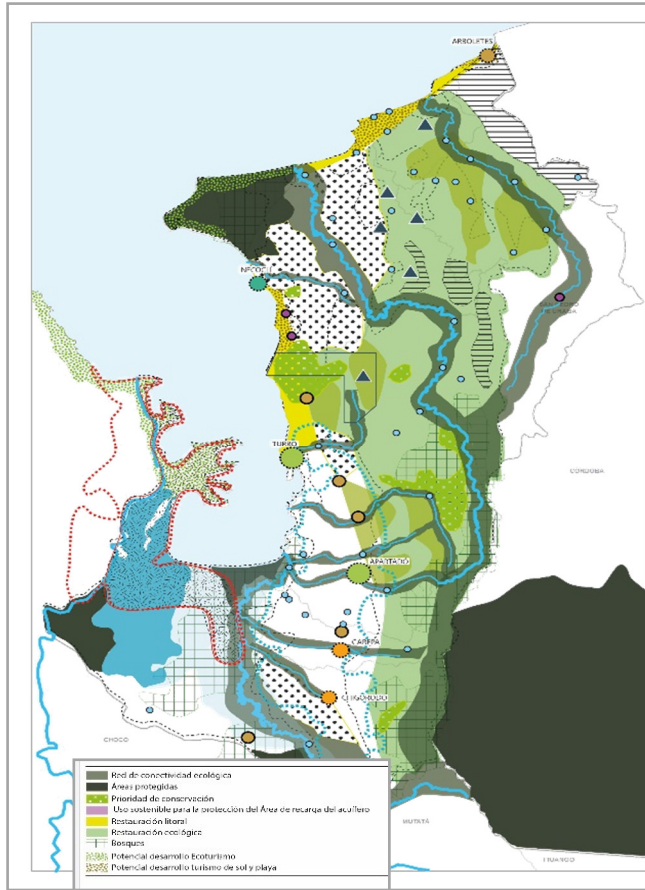 ARBOLETES
NECOCLÍ
CÓRDOBA
TURBO
APARTADÓ
CAREPA
CHIGORODÓ
CHOCÓ
MUTATÁ
Red de conectividad ecológica
Áreas protegidas
Prioridad de conservación
Uso sostenible para la protección del Área de recarga del acuífero
Restauración litoral
Restauración ecológica
Bosques
Potencial desarrollo Ecoturismo
Potencial desarrollo turismo de sol y playa